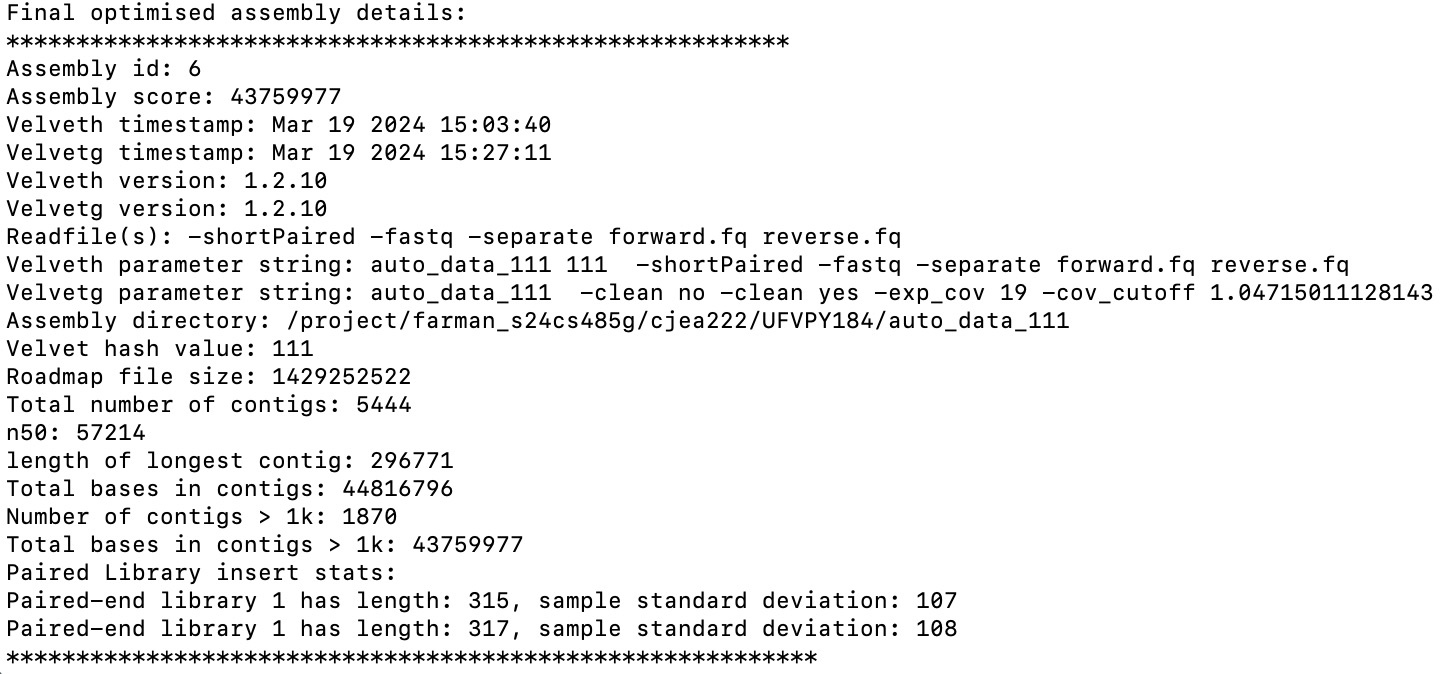 Final optimised assembly details:
********************************************************
Assembly id: 6
Assembly score: 43759977
Velveth timestamp: Mar 19 2024 15:03:40
Velvetg timestamp: Mar 19 2024 15:27:11
Velveth version: 1.2.10
Velvetg version: 1.2.10
Readfile(s): -shortPaired -fastq -separate forward.fq reverse.fq
Velveth parameter string: auto_data_111 111  -shortPaired -fastq -separate forward.fq reverse.fq
Velvetg parameter string: auto_data_111  -clean no -clean yes -exp_cov 19 -cov_cutoff 1.04715011128143
Assembly directory: /project/farman_s24cs485g/cjea222/UFVPY184/auto_data_111
Velvet hash value: 111
Roadmap file size: 1429252522
Total number of contigs: 5444
n50: 57214
length of longest contig: 296771
Total bases in contigs: 44816796
Number of contigs > 1k: 1870
Total bases in contigs > 1k: 43759977
Paired Library insert stats:
Paired-end library 1 has length: 315, sample standard deviation: 107
Paired-end library 1 has length: 317, sample standard deviation: 108
**********************************************************